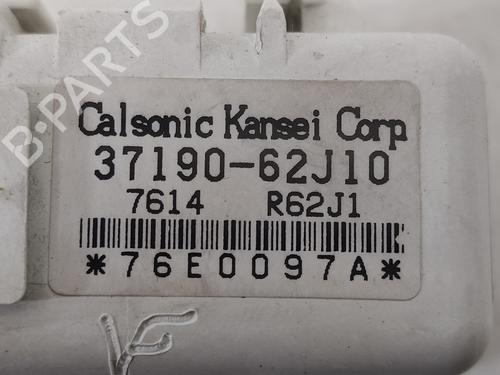 B-PARTS
Calsonic Kansei Corp
37190-62J10
7614 R62J1
*76E0097A*